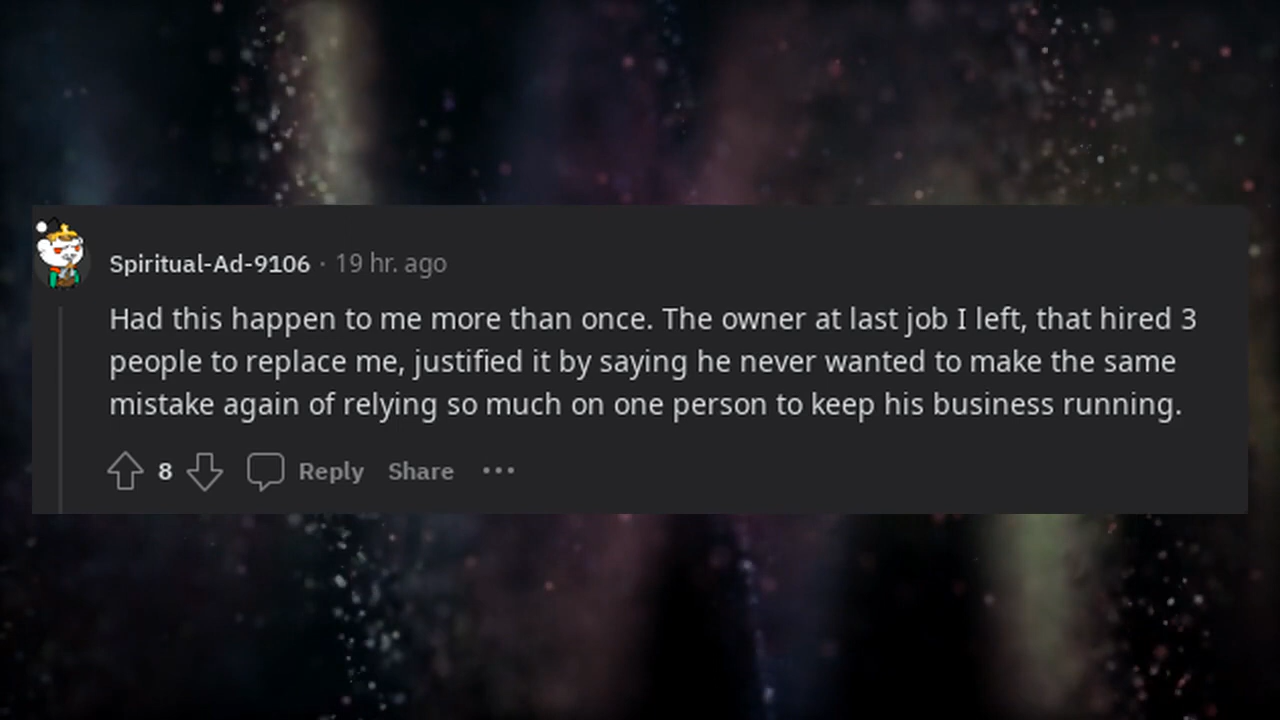 Spiritual-Ad-9106 · 19 hr. ago
Had this happen to me more than once. The owner at last job I left, that hired 3
people to replace me, justified it by saying he never wanted to make the same
mistake again of relying so much on one person to keep his business running.
8 Reply Share •••